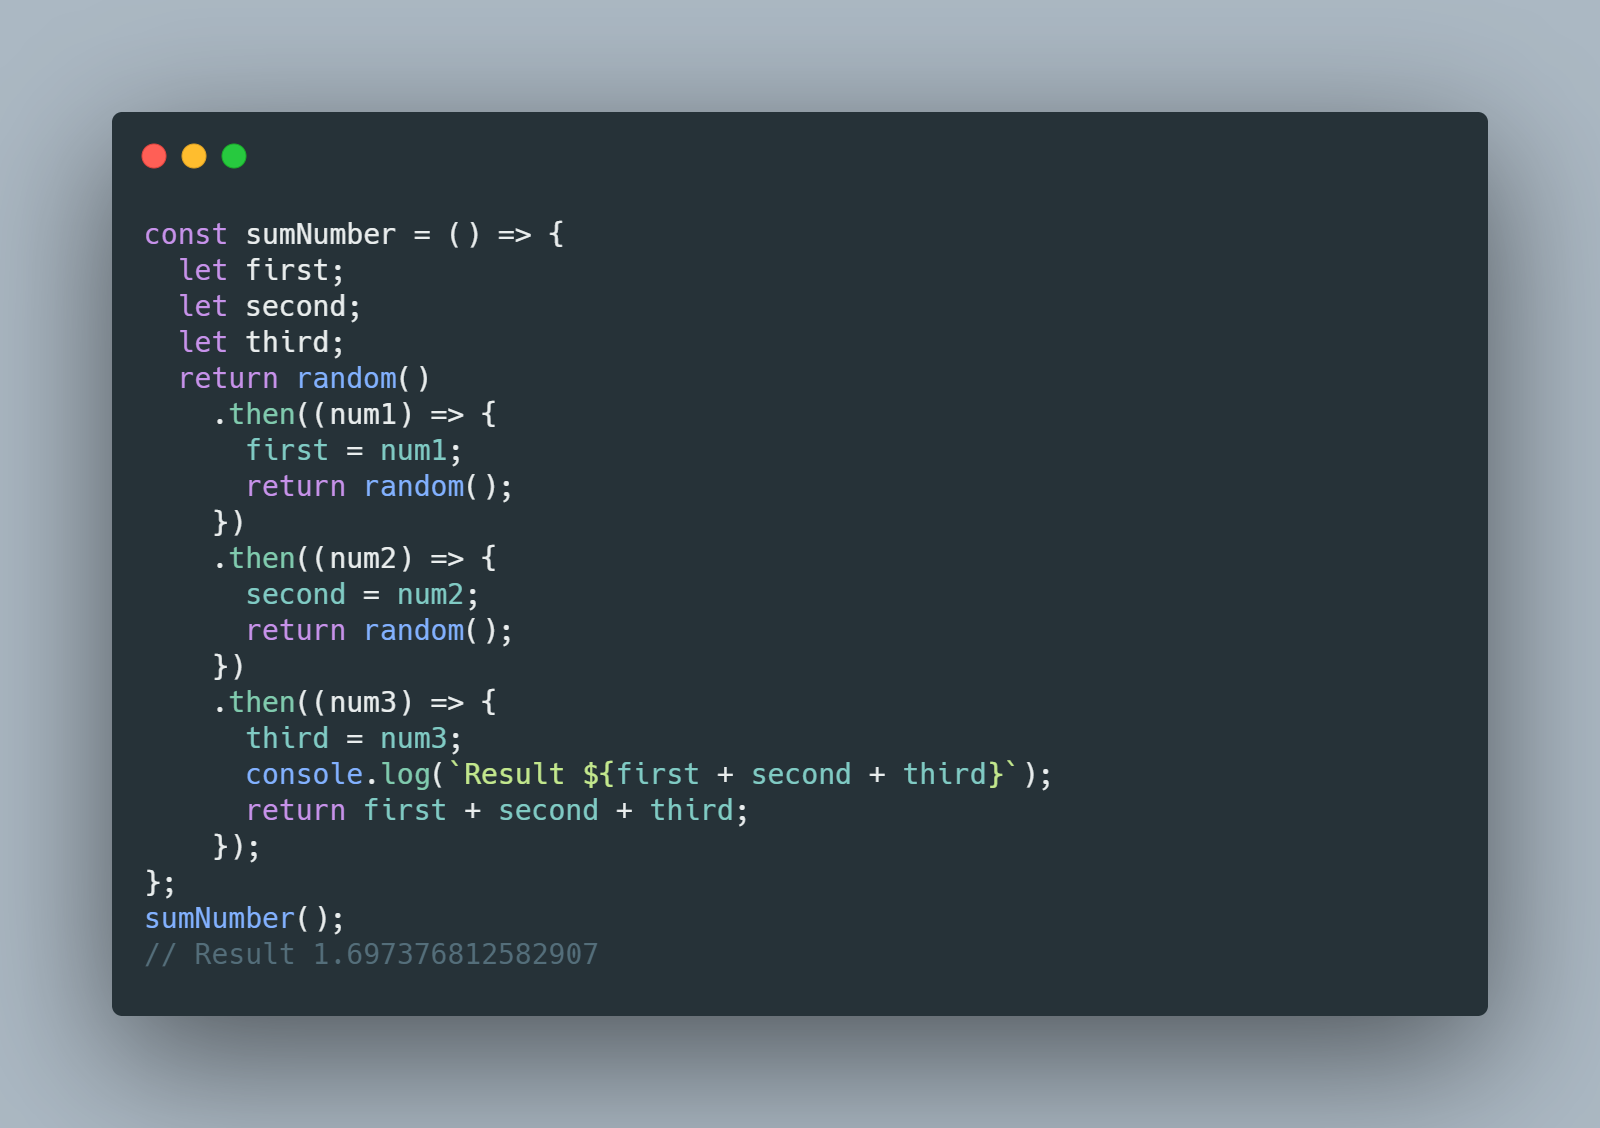 const sumNumber = () => {
  let first;
  let second;
  let third;
  return random()
    .then((num1) => {
      first = num1;
      return random();
    })
    .then((num2) => {
      second = num2;
      return random();
    })
    .then((num3) => {
      third = num3;
      console.log(`Result ${first + second + third}`);
      return first + second + third;
    });
};
sumNumber();
// Result 1.697376812582907